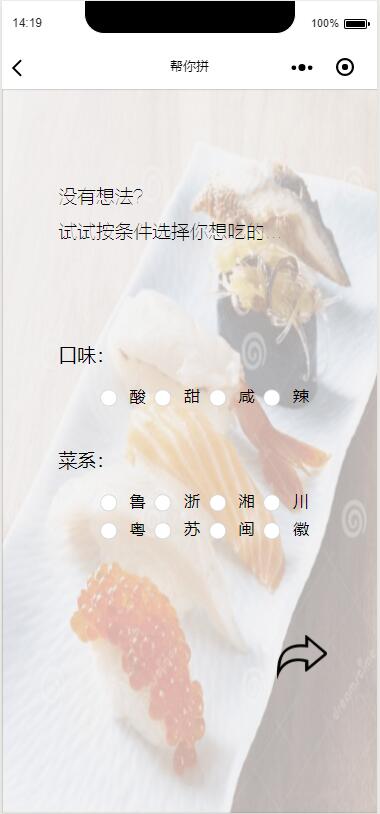 14:19
100%
帮你拼
没有想法?
试试按条件选择你想吃的...
口味:
酸 甜 咸 辣
菜系:
鲁 浙 湘 川
粤 苏 闽 徽